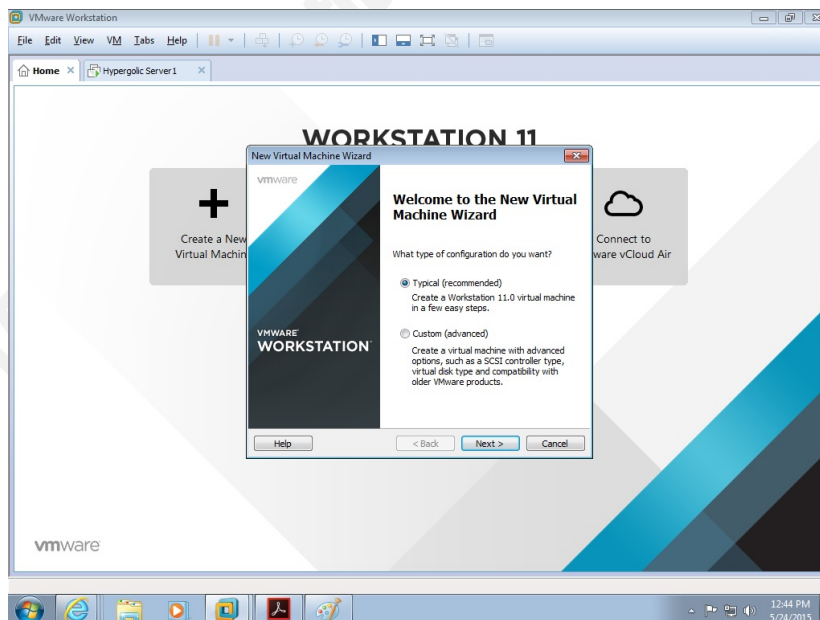 VMware Workstation
File Edit View VM Tabs Help
Home × Hypergolic Server1 ×
WORKSTATION 11
New Virtual Machine Wizard
vmware
Welcome to the New Virtual
Machine Wizard
What type of configuration do you want?
Typical (recommended)
Create a Workstation 11.0 virtual machine
in a few easy steps.
Custom (advanced)
Create a virtual machine with advanced
options, such as a SCSI controller type,
virtual disk type and compatibility with
older VMware products.
VMWARE
WORKSTATION
Help < Back Next > Cancel
Create a New
Virtual Machin
Connect to
ware vCloud Air
vmware
12:44 PM
5/24/2015